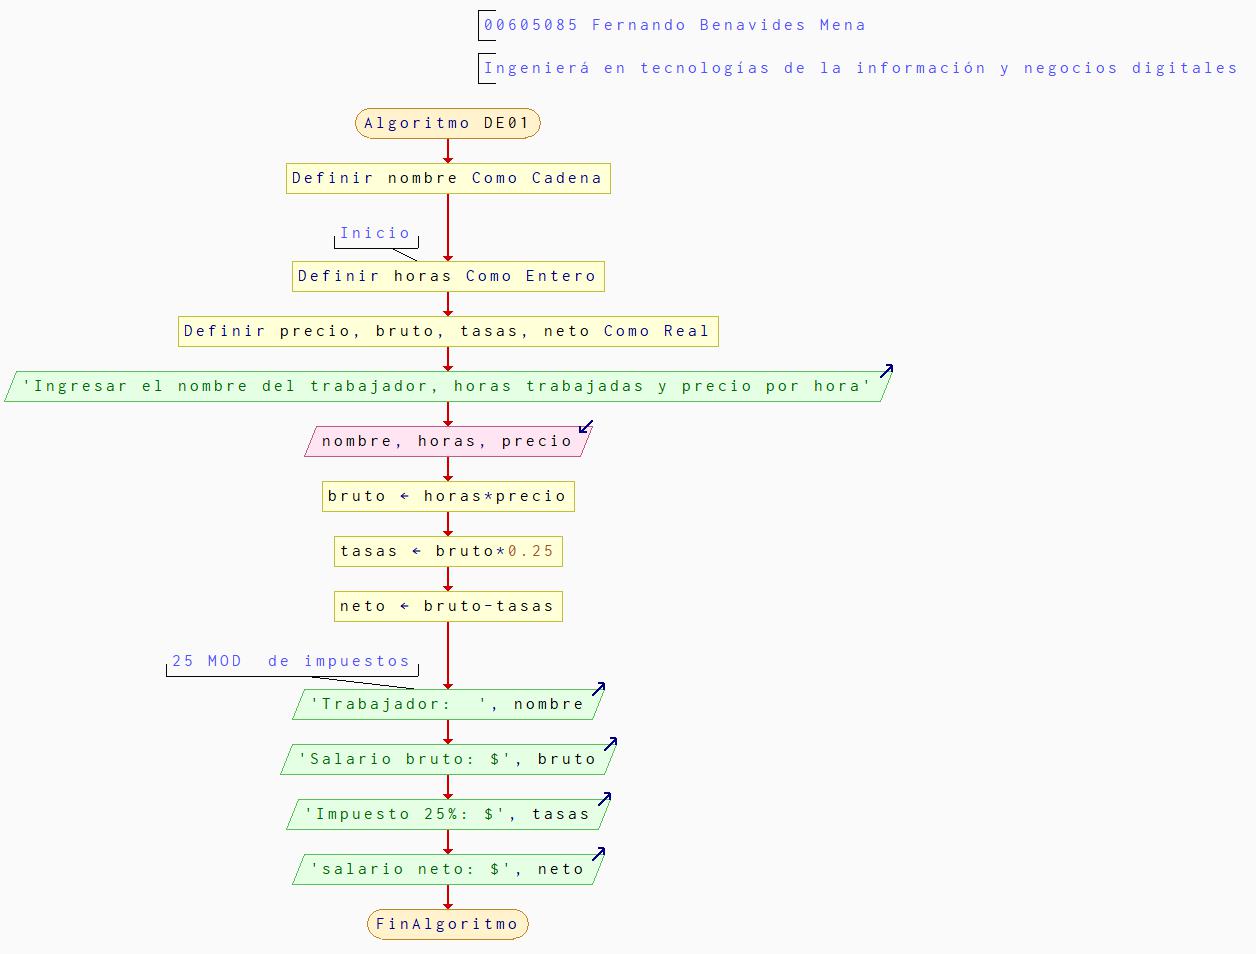 00605085 Fernando Benavides Mena
Ingenierá en tecnologías de la información y negocios digitales
Algoritmo DE01
Definir nombre Como Cadena
Inicio
Definir horas Como Entero
Definir precio, bruto, tasas, neto Como Real
'Ingresar el nombre del trabajador, horas trabajadas y precio por hora'
nombre, horas, precio
bruto ← horas*precio
tasas ← bruto*0.25
neto ← bruto-tasas
25 MOD  de impuestos
'Trabajador:  ', nombre
'Salario bruto: $', bruto
'Impuesto 25%: $', tasas
'salario neto: $', neto
FinAlgoritmo